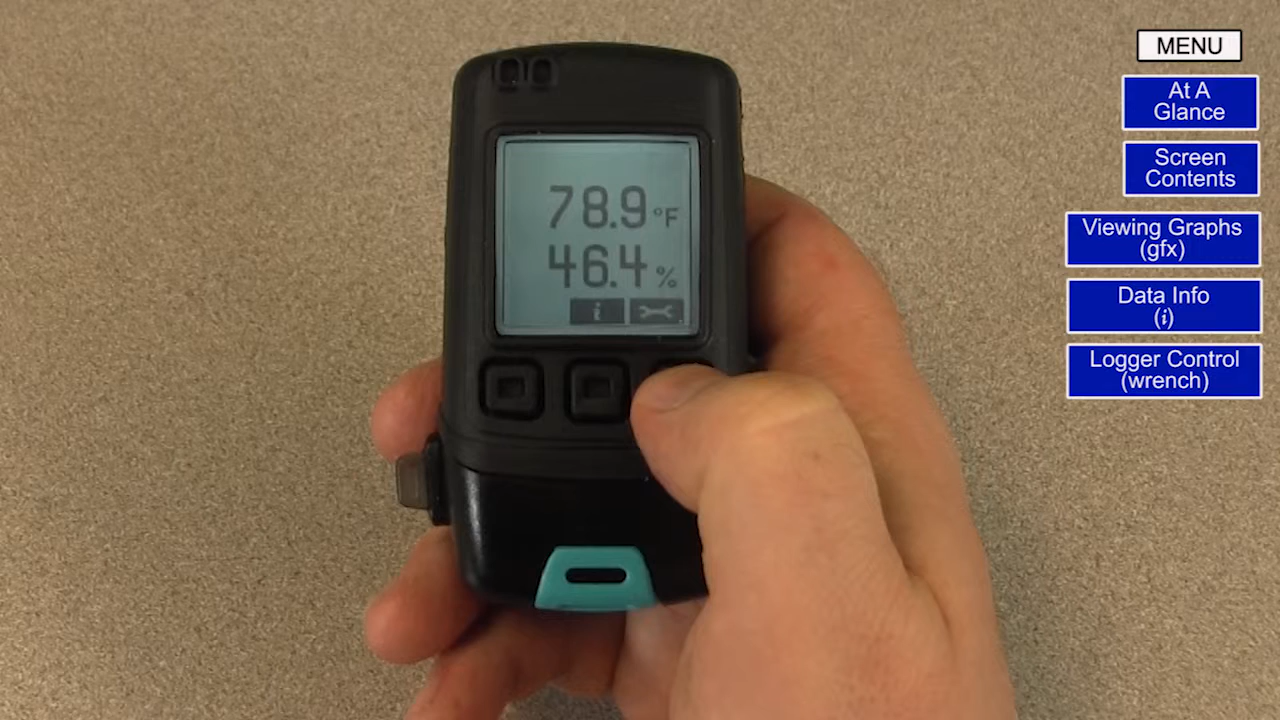 78.9 °F
46.4 %
i
MENU
At A
Glance
Screen
Contents
Viewing Graphs
(gfx)
Data Info
(i)
Logger Control
(wrench)